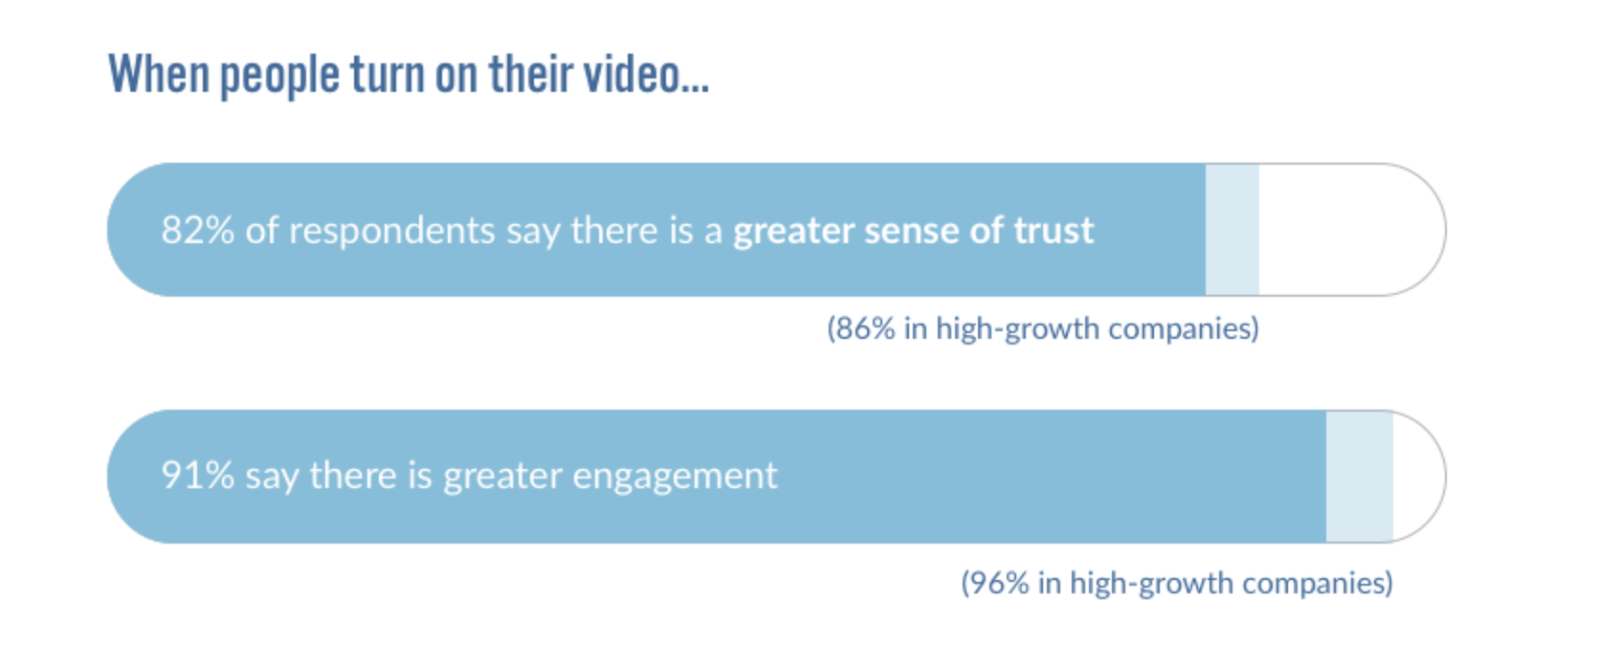 When people turn on their video...
82% of respondents say there is a greater sense of trust
(86% in high-growth companies)
91% say there is greater engagement
(96% in high-growth companies)